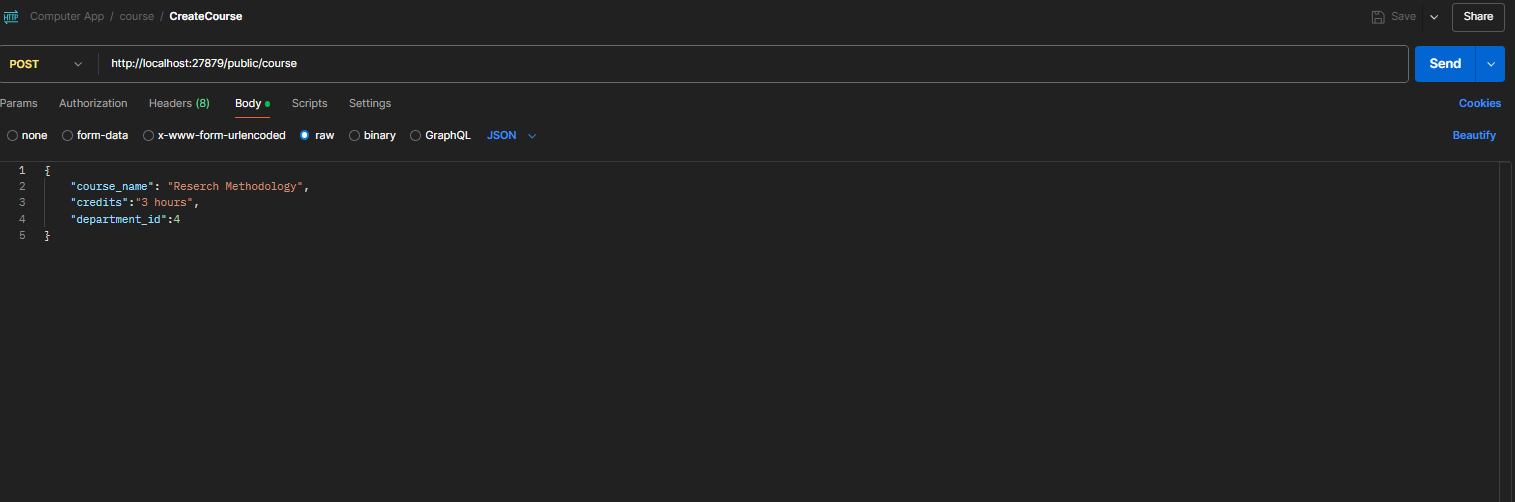 HTTP Computer App / course / CreateCourse Save Share
POST http://localhost:27879/public/course Send
Params Authorization Headers (8) Body Scripts Settings Cookies
none form-data x-www-form-urlencoded raw binary GraphQL JSON Beautify
1 {
2 "course_name": "Reserch Methodology",
3 "credits":"3 hours",
4 "department_id":4
5 }